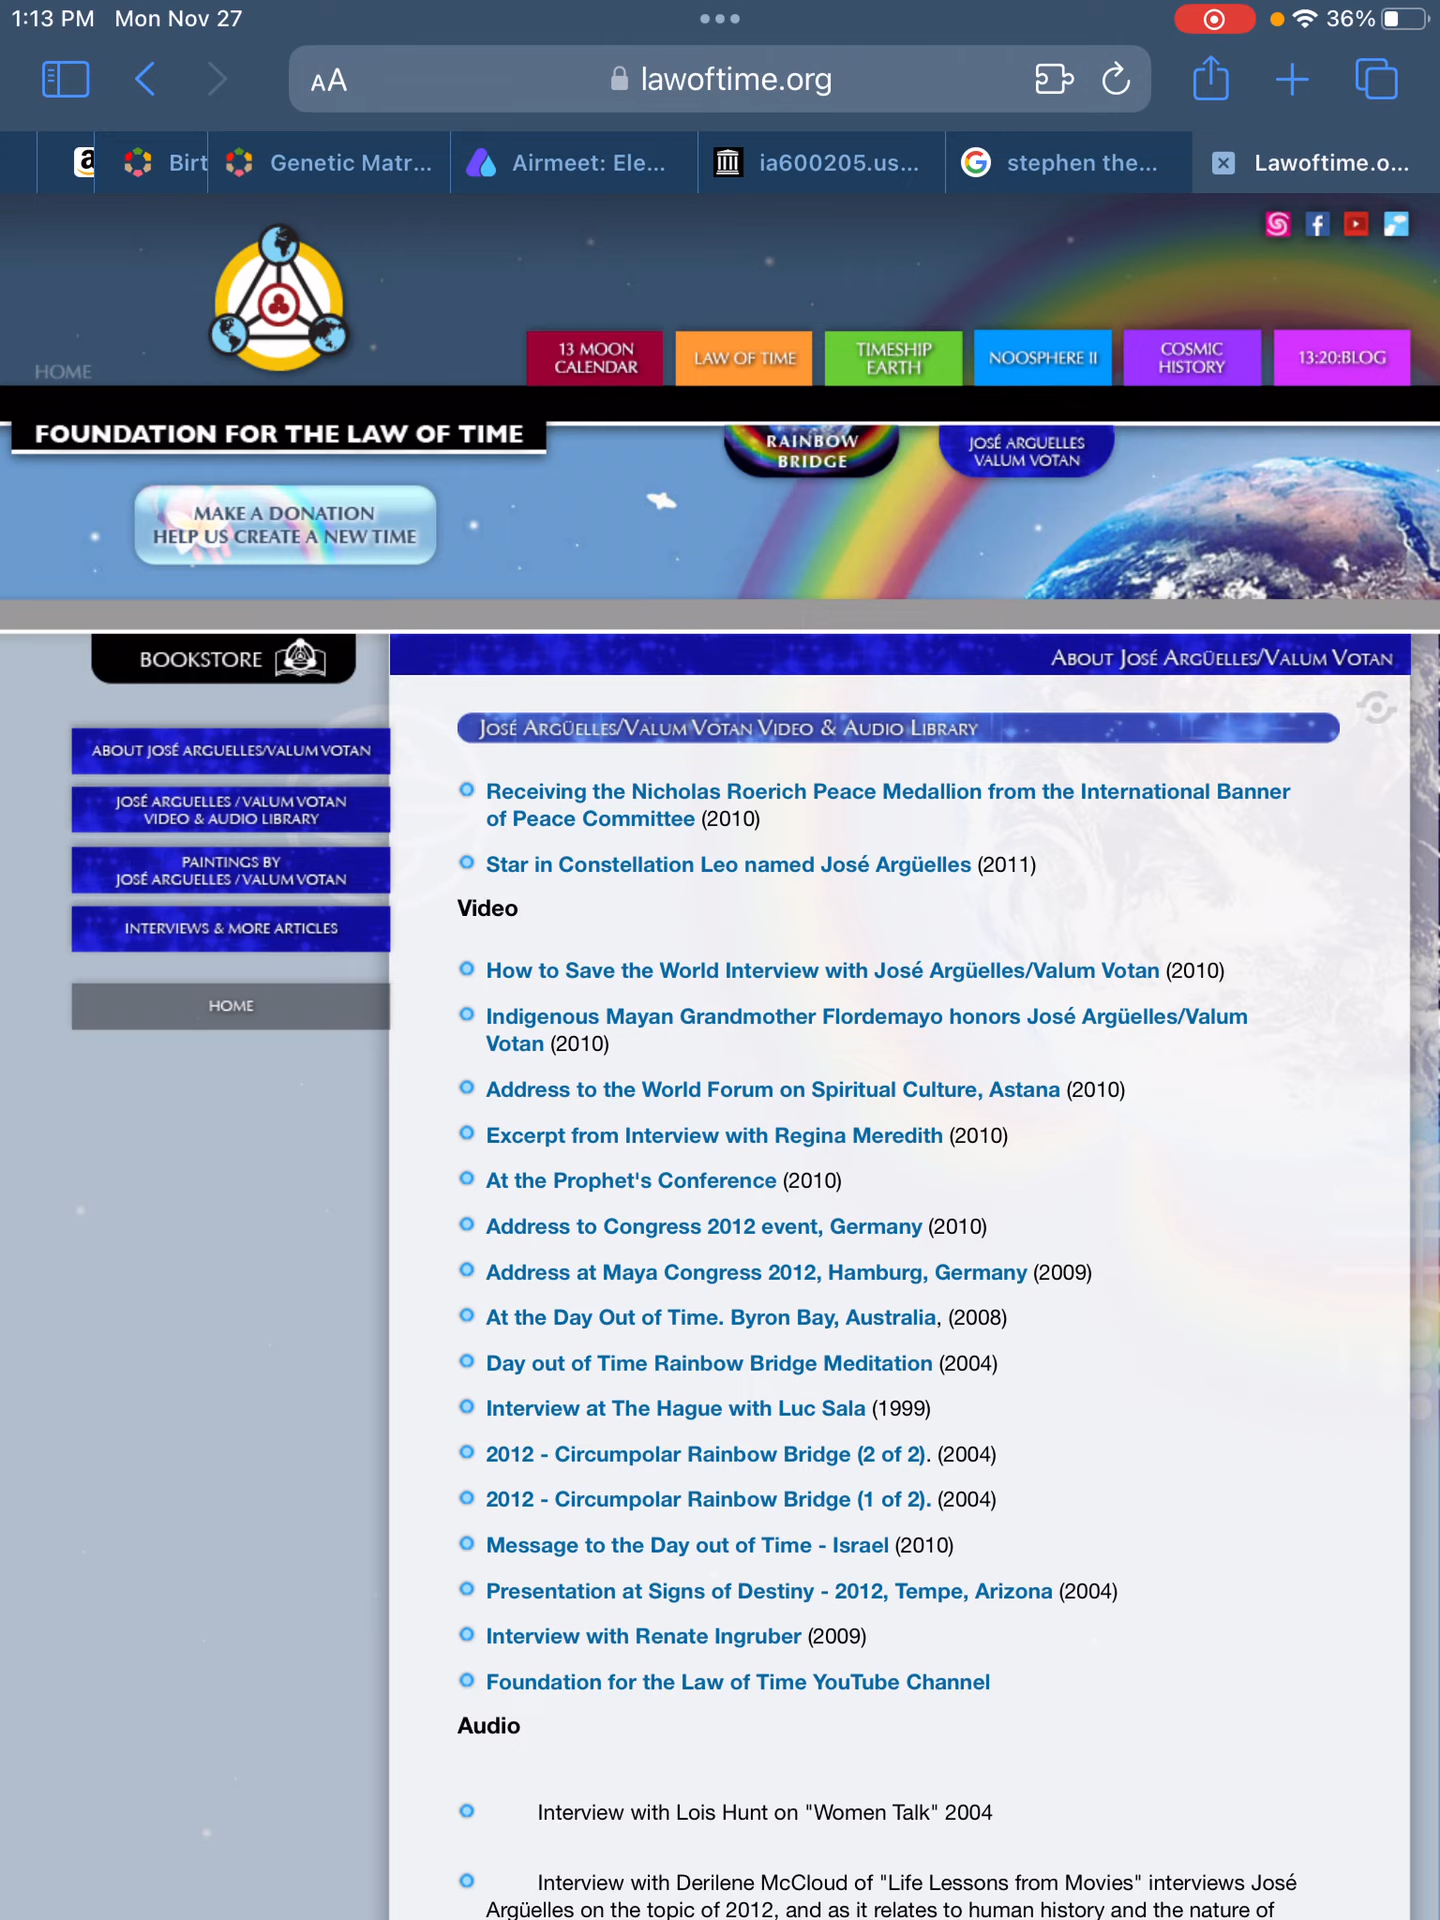 1:13 PM Mon Nov 27
36%
AA
lawoftime.org
a
Birt
Genetic Matr...
Airmeet: Ele...
ia600205.us...
stephen the...
Lawoftime.o...
HOME
13 MOON
CALENDAR
LAW OF TIME
TIMESHIP
EARTH
NOOSPHERE II
COSMIC
HISTORY
13:20:BLOG
FOUNDATION FOR THE LAW OF TIME
RAINBOW
BRIDGE
JOSÉ ARGUELLES
VALUM VOTAN
MAKE A DONATION
HELP US CREATE A NEW TIME
BOOKSTORE
ABOUT JOSÉ ARGÜELLES/VALUM VOTAN
JOSÉ ARGÜELLES/VALUM VOTAN VIDEO & AUDIO LIBRARY
ABOUT JOSÉ ARGUELLES/VALUM VOTAN
JOSÉ ARGUELLES / VALUM VOTAN
VIDEO & AUDIO LIBRARY
PAINTINGS BY
JOSÉ ARGUELLES / VALUM VOTAN
INTERVIEWS & MORE ARTICLES
HOME
Receiving the Nicholas Roerich Peace Medallion from the International Banner
of Peace Committee (2010)
Star in Constellation Leo named José Argüelles (2011)
Video
How to Save the World Interview with José Argüelles/Valum Votan (2010)
Indigenous Mayan Grandmother Flordemayo honors José Argüelles/Valum
Votan (2010)
Address to the World Forum on Spiritual Culture, Astana (2010)
Excerpt from Interview with Regina Meredith (2010)
At the Prophet's Conference (2010)
Address to Congress 2012 event, Germany (2010)
Address at Maya Congress 2012, Hamburg, Germany (2009)
At the Day Out of Time. Byron Bay, Australia, (2008)
Day out of Time Rainbow Bridge Meditation (2004)
Interview at The Hague with Luc Sala (1999)
2012 - Circumpolar Rainbow Bridge (2 of 2). (2004)
2012 - Circumpolar Rainbow Bridge (1 of 2). (2004)
Message to the Day out of Time - Israel (2010)
Presentation at Signs of Destiny - 2012, Tempe, Arizona (2004)
Interview with Renate Ingruber (2009)
Foundation for the Law of Time YouTube Channel
Audio
Interview with Lois Hunt on "Women Talk" 2004
Interview with Derilene McCloud of "Life Lessons from Movies" interviews José
Argüelles on the topic of 2012, and as it relates to human history and the nature of